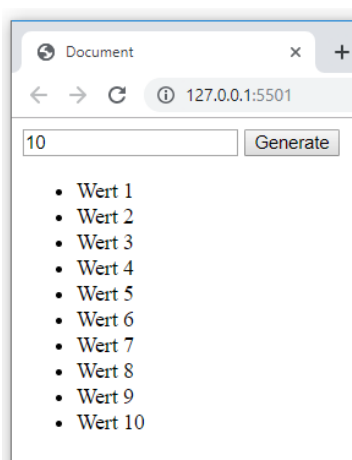 Document
127.0.0.1:5501
10 Generate
Wert 1
Wert 2
Wert 3
Wert 4
Wert 5
Wert 6
Wert 7
Wert 8
Wert 9
Wert 10